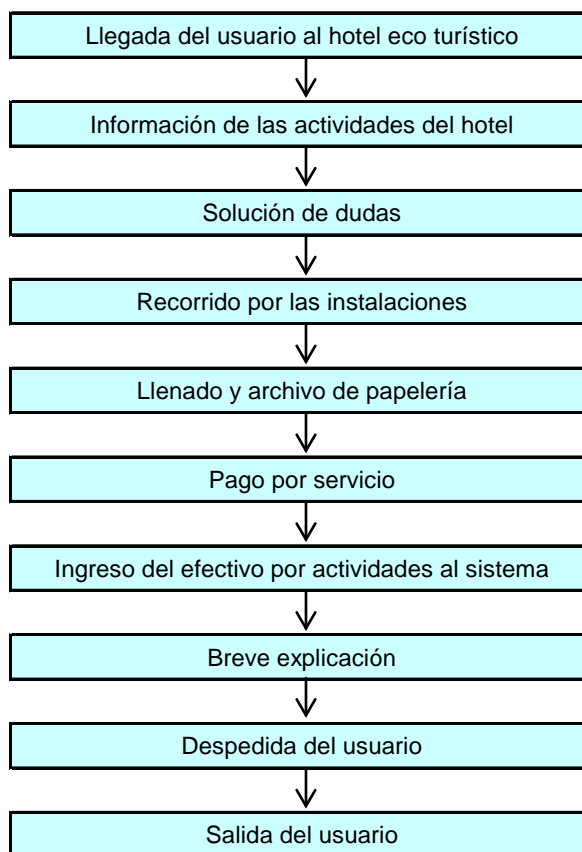 Llegada del usuario al hotel eco turístico
Información de las actividades del hotel
Solución de dudas
Recorrido por las instalaciones
Llenado y archivo de papelería
Pago por servicio
Ingreso del efectivo por actividades al sistema
Breve explicación
Despedida del usuario
Salida del usuario